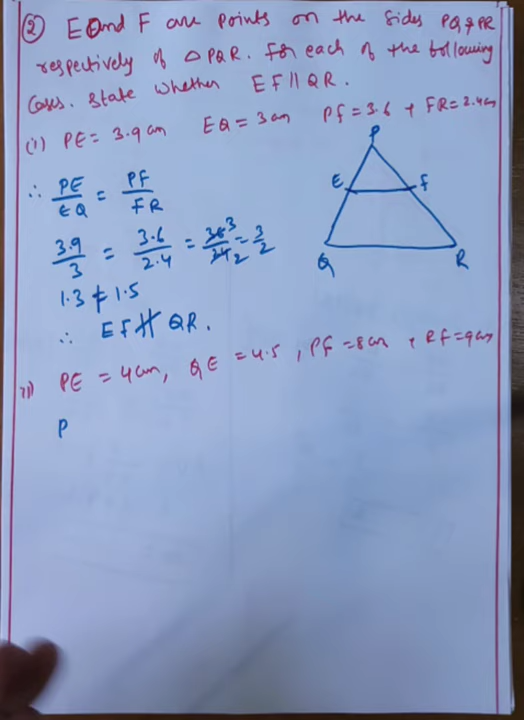 ② E and F are points on the sides PQ & PR
respectively of △ PQR. For each of the following
Cases. State whether EF || QR.
(i) PE = 3.9 cm EQ = 3 cm Pf = 3.6 + FR = 2.4 cm
∴ PE/EQ = PF/FR
3.9/3 = 3.6/2.4 = 36 3/24 2 = 3/2
1.3 ≠ 1.5
∴ EF ∦ QR.
P
E
F
Q
R
ii) PE = 4 cm, QE = 4.5, PF = 8 cm + RF = 9 cm
P